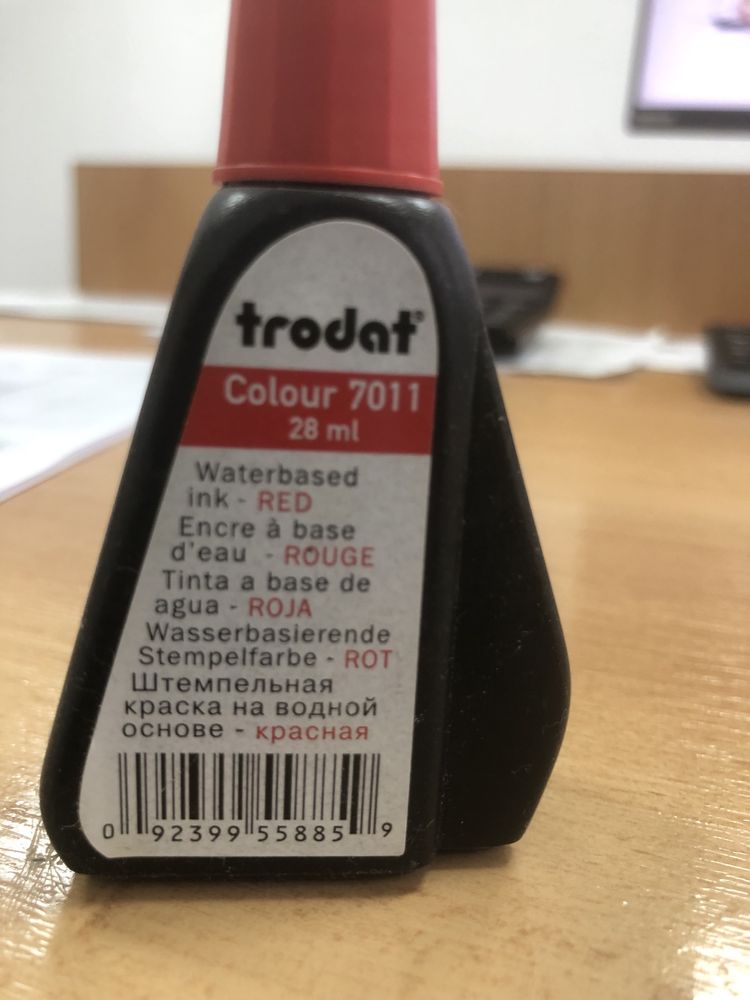 trodat®
Colour 7011
28 ml
Waterbased
ink - RED
Encre à base
d'eau - ROUGE
Tinta a base de
agua - ROJA
Wasserbasierende
Stempelfarbe - ROT
Штемпельная
краска на водной
основе - красная
0 92399 55885 9